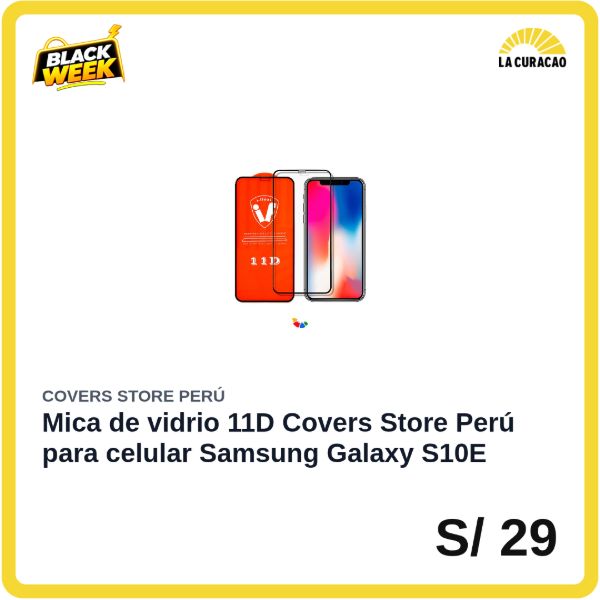 BLACK
WEEK
LA CURACAO
11D
COVERS STORE PERÚ
Mica de vidrio 11D Covers Store Perú
para celular Samsung Galaxy S10E
S/ 29